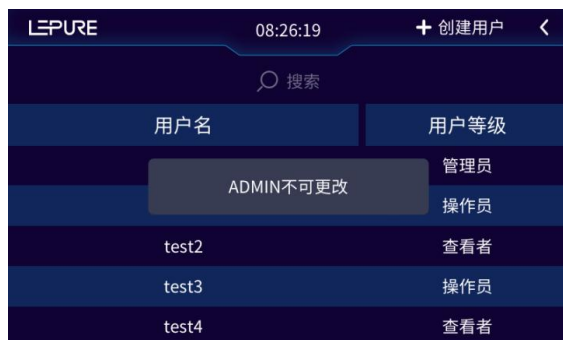 LEPURE 08:26:19 创建用户
搜索
用户名 用户等级
管理员
ADMIN不可更改
操作员
test2 查看者
test3 操作员
test4 查看者